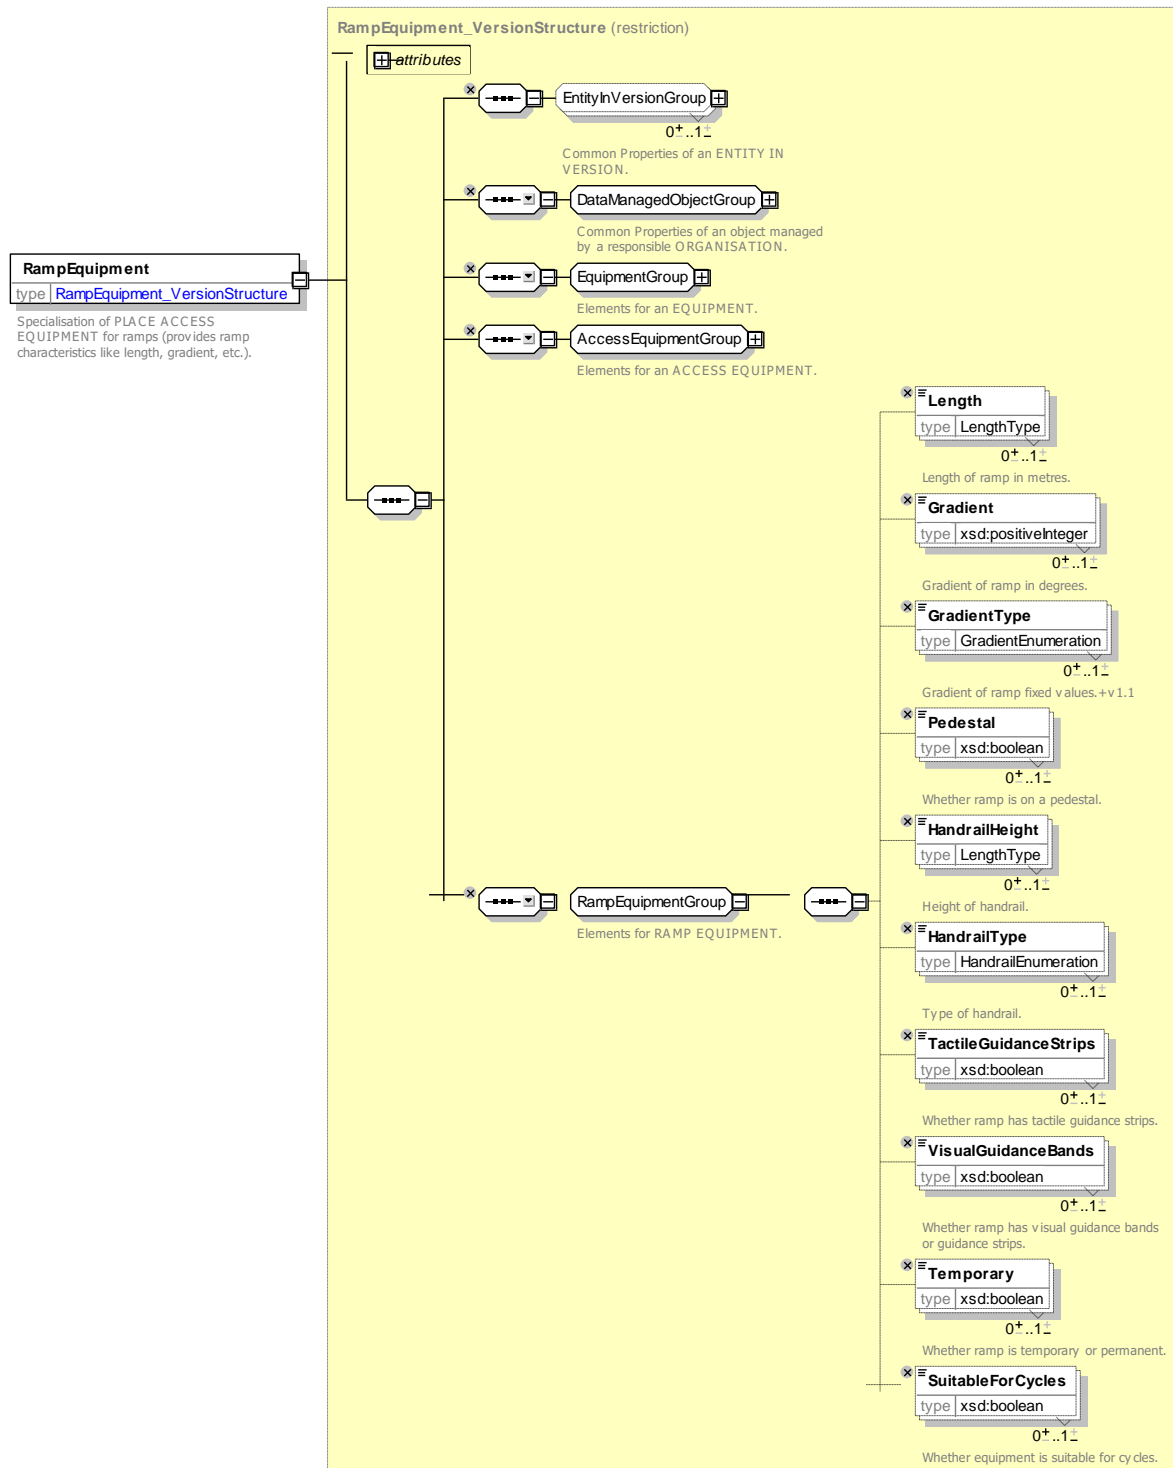 RampEquipment_VersionStructure (restriction)
attributes
EntityInVersionGroup
0..1
Common Properties of an ENTITY IN
VERSION.
DataManagedObjectGroup
Common Properties of an object managed
by a responsible ORGANISATION.
RampEquipment
type RampEquipment_VersionStructure
Specialisation of PLACE ACCESS
EQUIPMENT for ramps (provides ramp
characteristics like length, gradient, etc.).
EquipmentGroup
Elements for an EQUIPMENT.
AccessEquipmentGroup
Elements for an ACCESS EQUIPMENT.
RampEquipmentGroup
Elements for RAMP EQUIPMENT.
Length
type LengthType
0..1
Length of ramp in metres.
Gradient
type xsd:positiveInteger
0..1
Gradient of ramp in degrees.
GradientType
type GradientEnumeration
0..1
Gradient of ramp fixed values.+v1.1
Pedestal
type xsd:boolean
0..1
Whether ramp is on a pedestal.
HandrailHeight
type LengthType
0..1
Height of handrail.
HandrailType
type HandrailEnumeration
0..1
Type of handrail.
TactileGuidanceStrips
type xsd:boolean
0..1
Whether ramp has tactile guidance strips.
VisualGuidanceBands
type xsd:boolean
0..1
Whether ramp has visual guidance bands
or guidance strips.
Temporary
type xsd:boolean
0..1
Whether ramp is temporary or permanent.
SuitableForCycles
type xsd:boolean
0..1
Whether equipment is suitable for cycles.